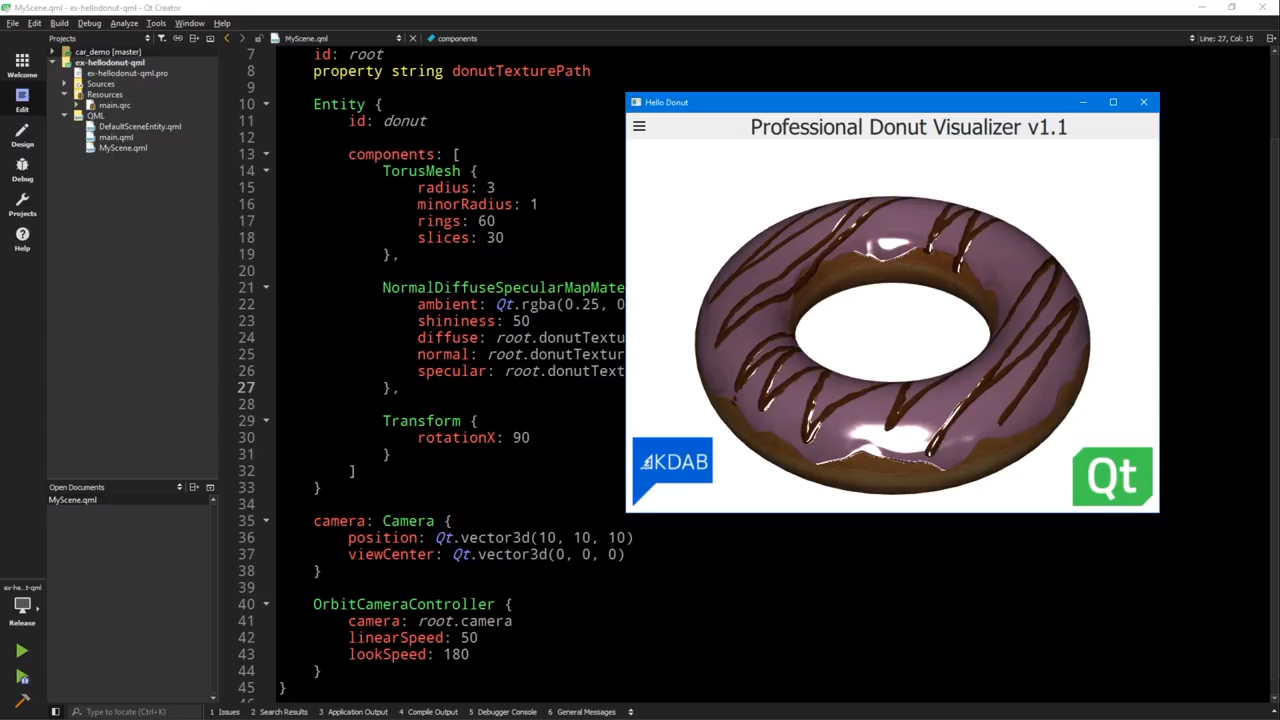 MyScene.qml - ex-hellodonut-qml - Qt Creator
File Edit Build Debug Analyze Tools Window Help
Projects
MyScene.qml
components
Line: 27, Col: 15
Welcome
Edit
Design
Debug
Projects
Help
car_demo [master]
ex-hellodonut-qml
ex-hellodonut-qml.pro
Sources
Resources
main.qrc
QML
DefaultSceneEntity.qml
main.qml
MyScene.qml
Open Documents
MyScene.qml
ex-he...t-qml
Release
7 id: root
8 property string donutTexturePath
9
10 Entity {
11 id: donut
12
13 components: [
14 TorusMesh {
15 radius: 3
16 minorRadius: 1
17 rings: 60
18 slices: 30
19 },
20
21 NormalDiffuseSpecularMapMate
22 ambient: Qt.rgba(0.25, 0
23 shininess: 50
24 diffuse: root.donutTextu
25 normal: root.donutTextur
26 specular: root.donutText
27 },
28
29 Transform {
30 rotationX: 90
31 }
32 ]
33 }
34
35 camera: Camera {
36 position: Qt.vector3d(10, 10, 10)
37 viewCenter: Qt.vector3d(0, 0, 0)
38 }
39
40 OrbitCameraController {
41 camera: root.camera
42 linearSpeed: 50
43 lookSpeed: 180
44 }
45 }
Hello Donut
Professional Donut Visualizer v1.1
KDAB
Qt
Type to locate (Ctrl+K)
1 Issues 2 Search Results 3 Application Output 4 Compile Output 5 Debugger Console 6 General Messages